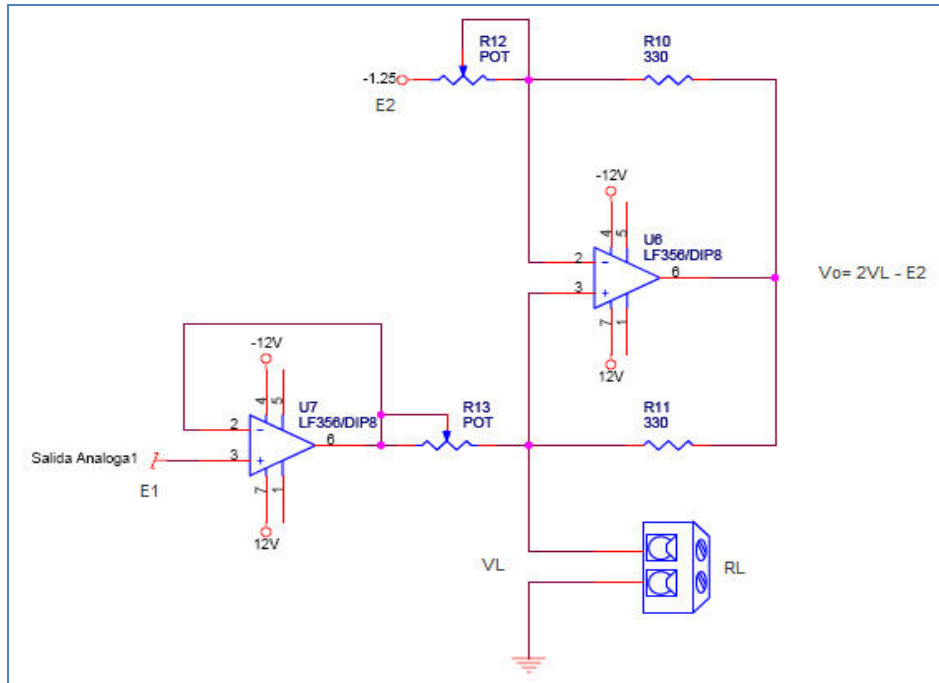 R12
POT
R10
330
-1.25
E2
-12V
4
5
U6
LF356/DIP8
2
-
6
3
+
7
1
12V
Vo= 2VL - E2
-12V
4
5
U7
LF356/DIP8
2
-
6
3
+
7
1
12V
Salida Analoga1
E1
R13
POT
R11
330
VL
RL